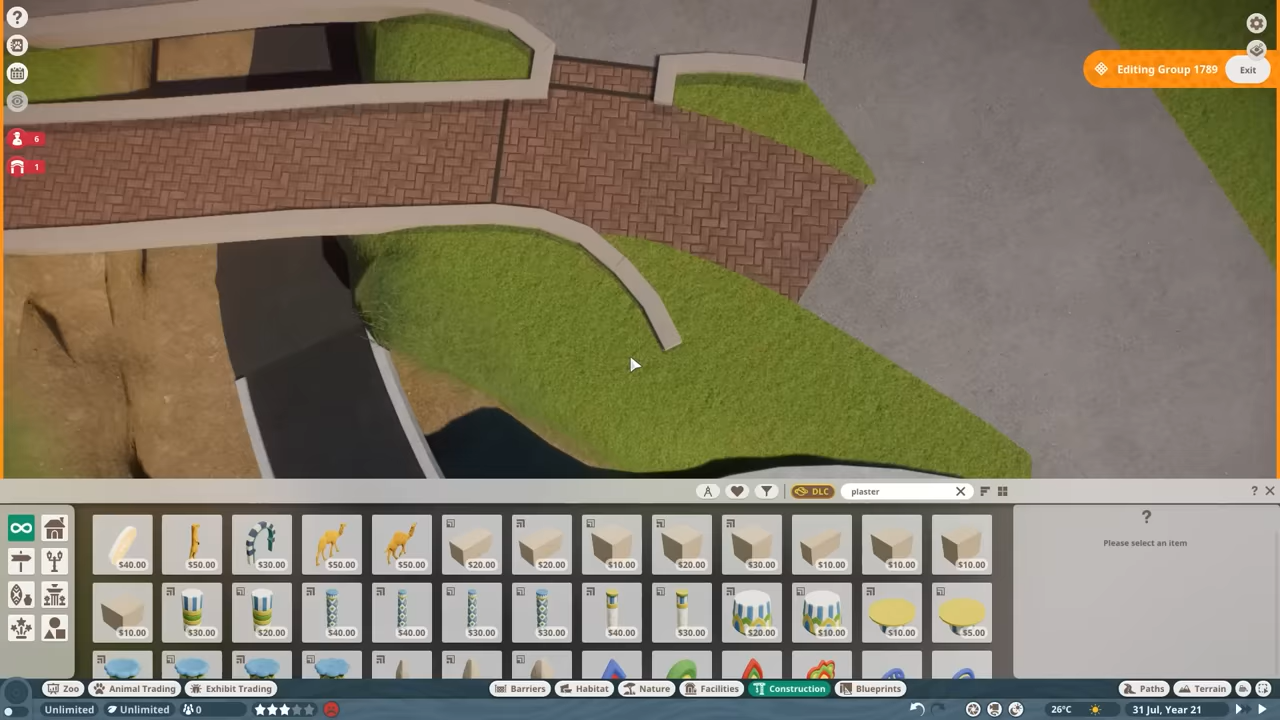 ?
Editing Group 1789
Exit
6
1
DLC
plaster
?
$40.00 $50.00 $30.00 $50.00 $50.00 $20.00 $20.00 $10.00 $20.00 $30.00 $10.00 $10.00 $10.00
?
Please select an item
$10.00 $30.00 $20.00 $40.00 $40.00 $30.00 $30.00 $40.00 $30.00 $20.00 $10.00 $10.00 $5.00
Zoo Animal Trading Exhibit Trading Barriers Habitat Nature Facilities Construction Blueprints Paths Terrain
Unlimited Unlimited 0 26°C 31 Jul, Year 21